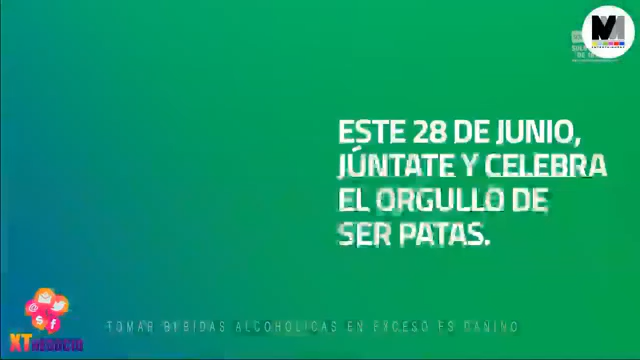 ESTE 28 DE JUNIO,
JÚNTATE Y CELEBRA
EL ORGULLO DE
SER PATAS.
TOMAR BEBIDAS ALCOHOLICAS EN EXCESO ES DAÑINO